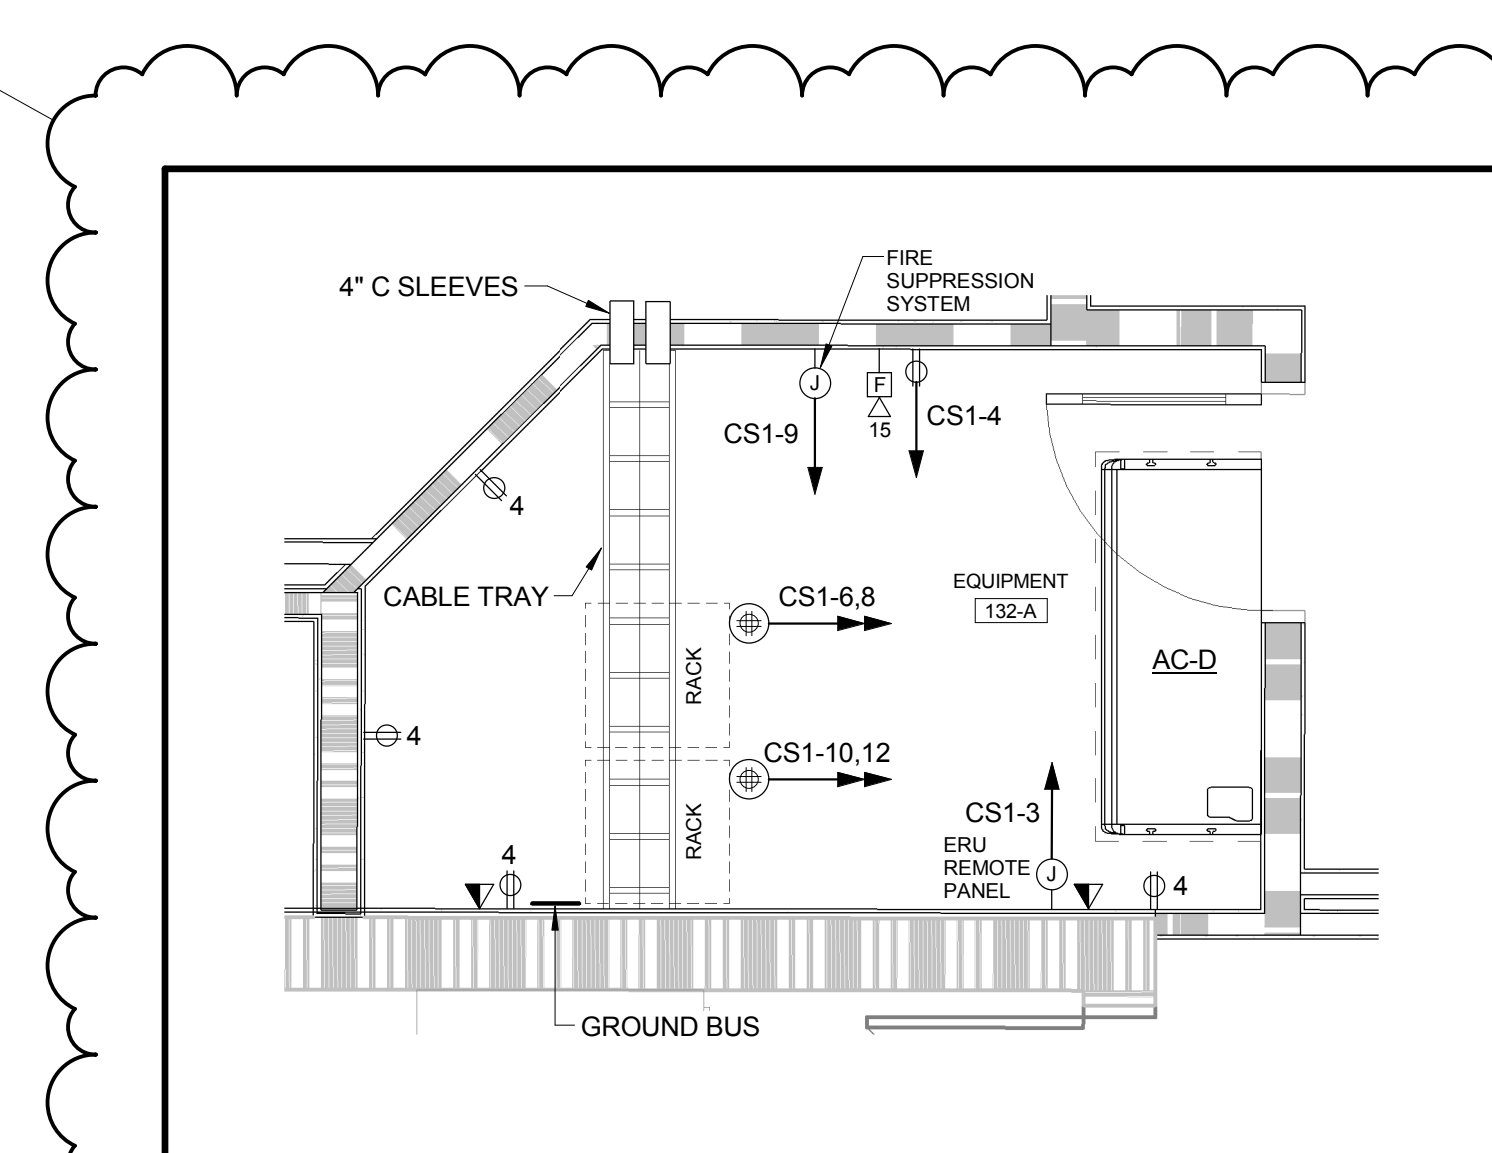 FIRE
SUPPRESSION
SYSTEM
4" C SLEEVES
J
F
15
CS1-9
CS1-4
4
CABLE TRAY
CS1-6,8
EQUIPMENT
132-A
RACK
AC-D
4
CS1-10,12
RACK
CS1-3
ERU
REMOTE
PANEL
J
4
4
GROUND BUS